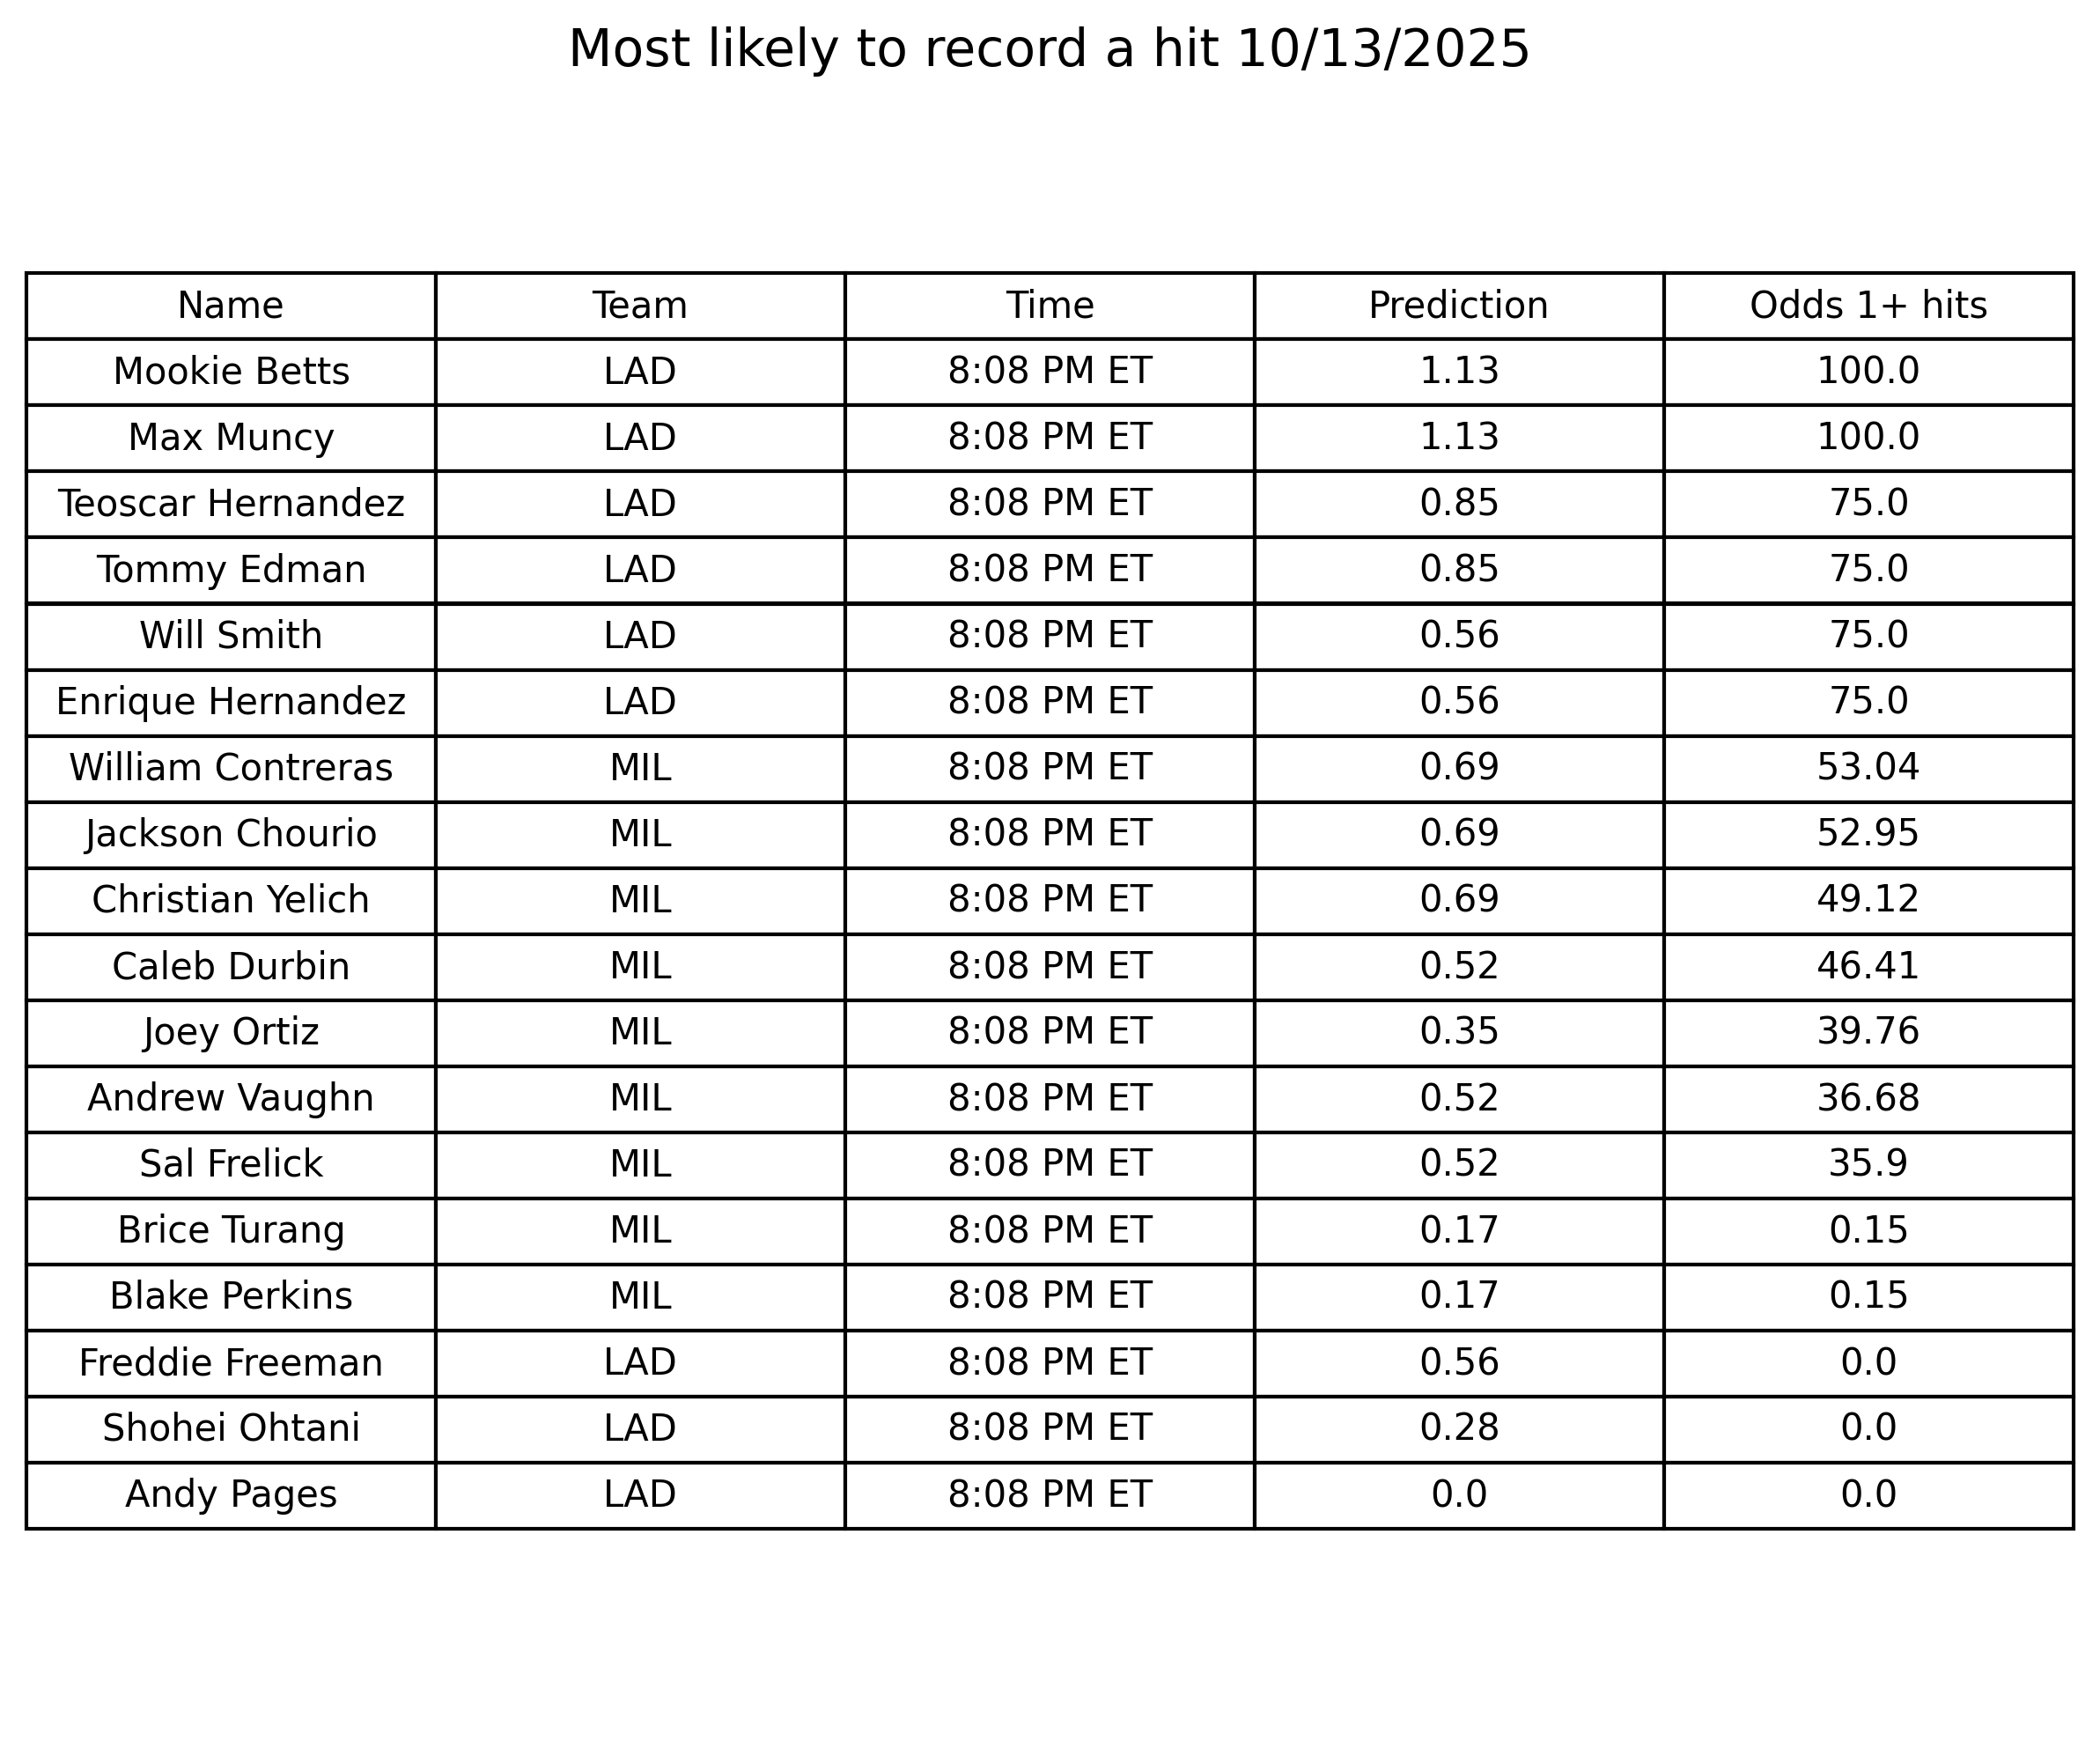 Most likely to record a hit 10/13/2025
Name Team Time Prediction Odds 1+ hits
Mookie Betts LAD 8:08 PM ET 1.13 100.0
Max Muncy LAD 8:08 PM ET 1.13 100.0
Teoscar Hernandez LAD 8:08 PM ET 0.85 75.0
Tommy Edman LAD 8:08 PM ET 0.85 75.0
Will Smith LAD 8:08 PM ET 0.56 75.0
Enrique Hernandez LAD 8:08 PM ET 0.56 75.0
William Contreras MIL 8:08 PM ET 0.69 53.04
Jackson Chourio MIL 8:08 PM ET 0.69 52.95
Christian Yelich MIL 8:08 PM ET 0.69 49.12
Caleb Durbin MIL 8:08 PM ET 0.52 46.41
Joey Ortiz MIL 8:08 PM ET 0.35 39.76
Andrew Vaughn MIL 8:08 PM ET 0.52 36.68
Sal Frelick MIL 8:08 PM ET 0.52 35.9
Brice Turang MIL 8:08 PM ET 0.17 0.15
Blake Perkins MIL 8:08 PM ET 0.17 0.15
Freddie Freeman LAD 8:08 PM ET 0.56 0.0
Shohei Ohtani LAD 8:08 PM ET 0.28 0.0
Andy Pages LAD 8:08 PM ET 0.0 0.0